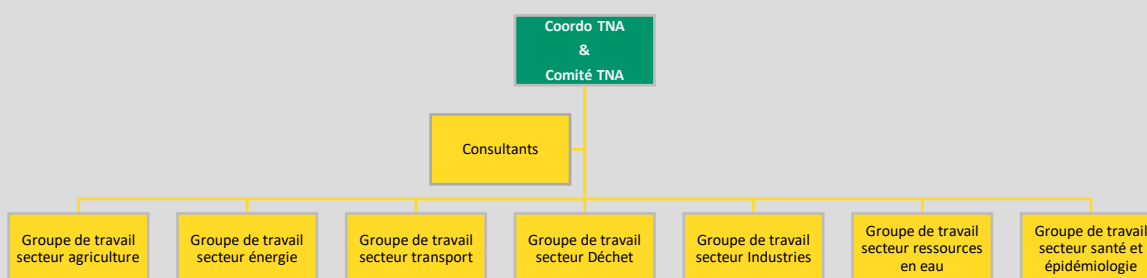 Coordo TNA
&
Comité TNA
Consultants
Groupe de travail
secteur agriculture
Groupe de travail
secteur énergie
Groupe de travail
secteur transport
Groupe de travail
secteur Déchet
Groupe de travail
secteur Industries
Groupe de travail
secteur ressources
en eau
Groupe de travail
secteur santé et
épidémiologie